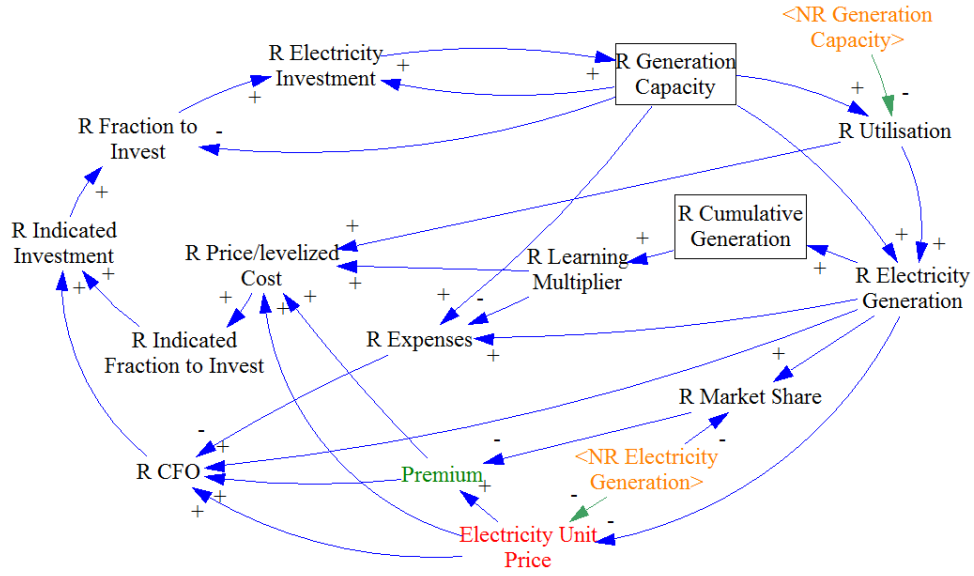 <NR Generation
Capacity>
R Electricity
Investment
+
+
R Generation
Capacity
+
-
R Utilisation
R Fraction to
Invest
+
-
+
R Indicated
Investment
+
+
R Price/levelized
Cost
+
+
+
+
+
R Learning
Multiplier
+
R Cumulative
Generation
+
+
+
R Electricity
Generation
R Indicated
Fraction to Invest
+
-
R Expenses
+
+
R Market Share
-
+
R CFO
+
+
-
Premium
+
<NR Electricity
Generation>
-
-
-
Electricity Unit
Price